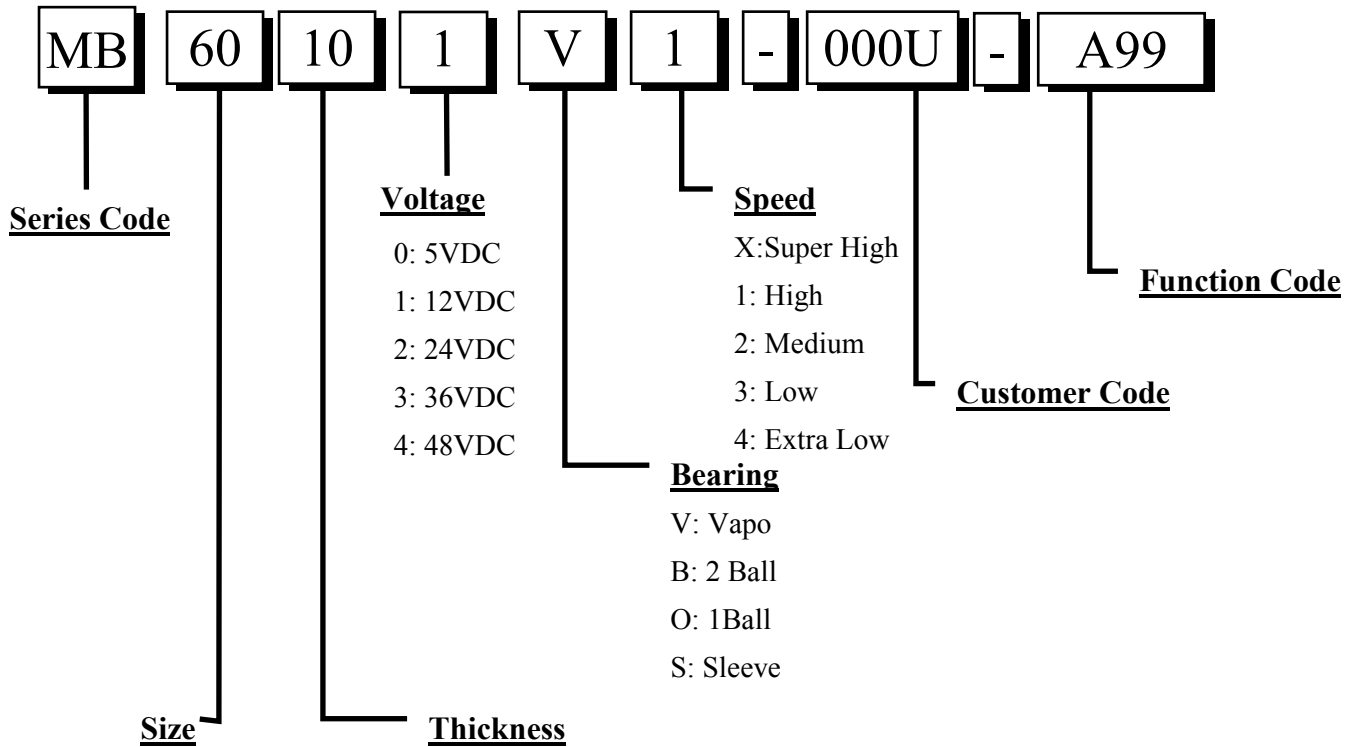 MB 60 10 1 V 1 - 000U - A99
Series Code
Voltage
0: 5VDC
1: 12VDC
2: 24VDC
3: 36VDC
4: 48VDC
Speed
X:Super High
1: High
2: Medium
3: Low
4: Extra Low
Function Code
Customer Code
Bearing
V: Vapo
B: 2 Ball
O: 1Ball
S: Sleeve
Size
Thickness